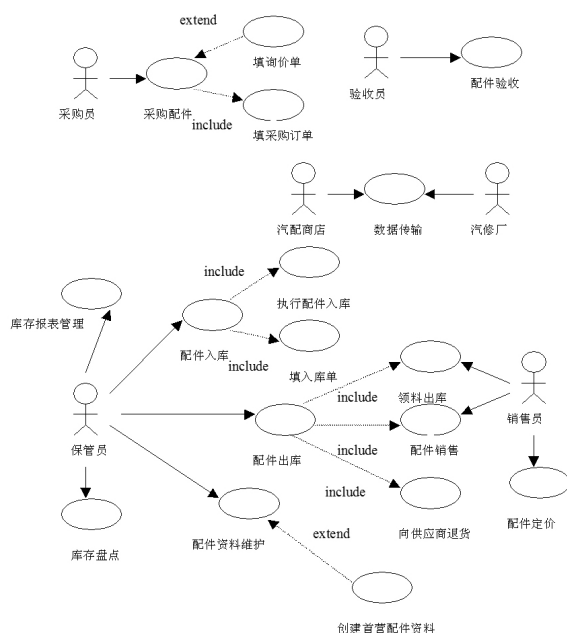 extend
填询价单
采购员
采购配件
include
填采购订单
验收员
配件验收
汽配商店
数据传输
汽修厂
include
执行配件入库
库存报表管理
配件入库
include
填入库单
include
领料出库
销售员
保管员
配件出库
include
配件销售
include
向供应商退货
配件定价
库存盘点
配件资料维护
extend
创建首营配件资料